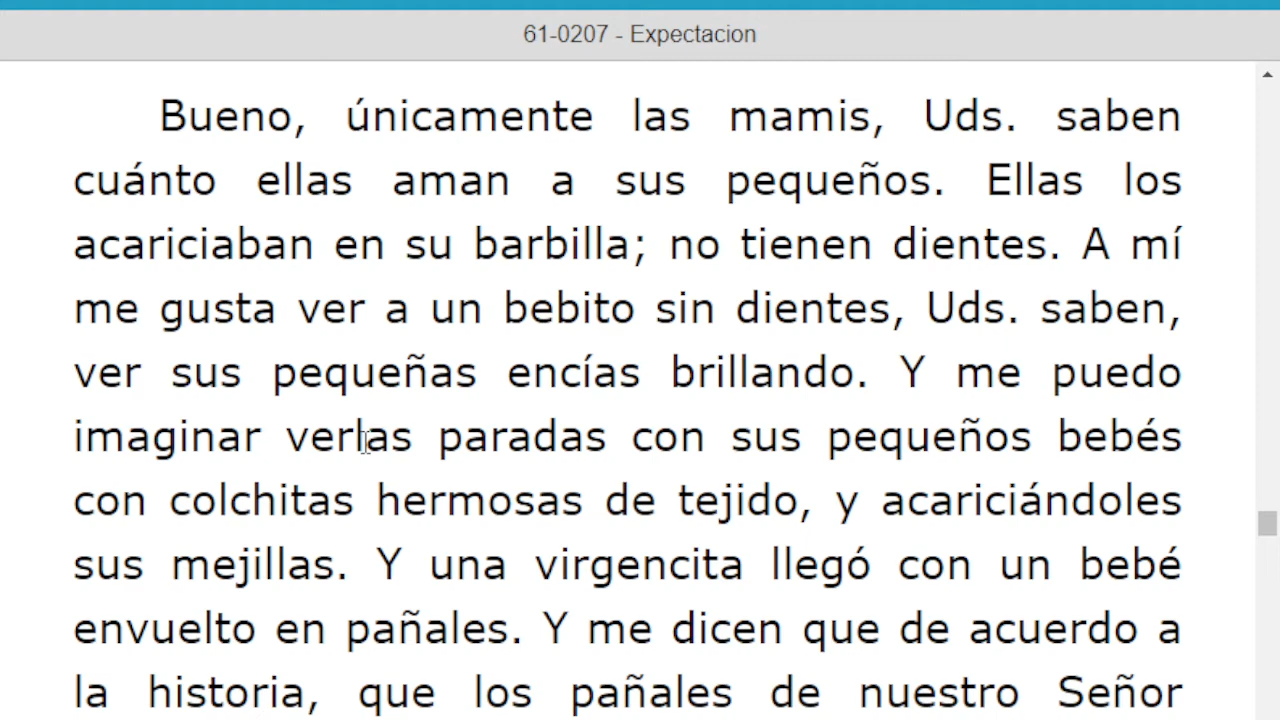 61-0207 - Expectacion
Bueno, únicamente las mamis, Uds. saben
cuánto ellas aman a sus pequeños. Ellas los
acariciaban en su barbilla; no tienen dientes. A mí
me gusta ver a un bebito sin dientes, Uds. saben,
ver sus pequeñas encías brillando. Y me puedo
imaginar verlas paradas con sus pequeños bebés
con colchitas hermosas de tejido, y acariciándoles
sus mejillas. Y una virgencita llegó con un bebé
envuelto en pañales. Y me dicen que de acuerdo a
la historia, que los pañales de nuestro Señor